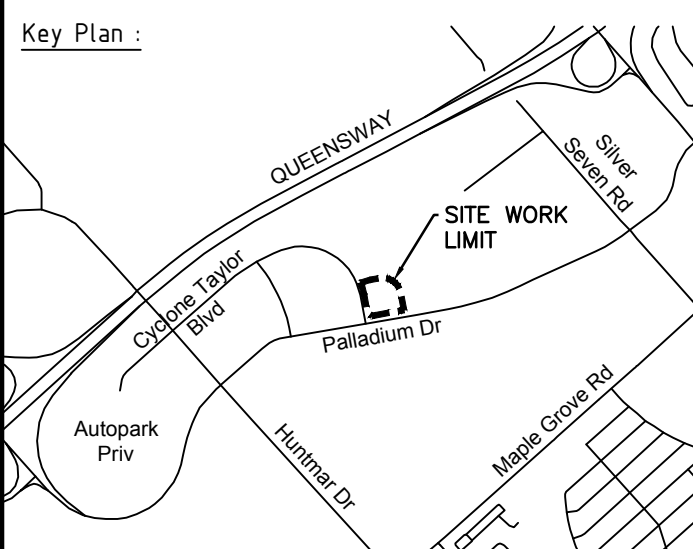 Key Plan :
QUEENSWAY
Silver
Seven Rd
SITE WORK
LIMIT
Cyclone Taylor
Blvd
Palladium Dr
Maple Grove Rd
Autopark
Priv
Huntmar Dr